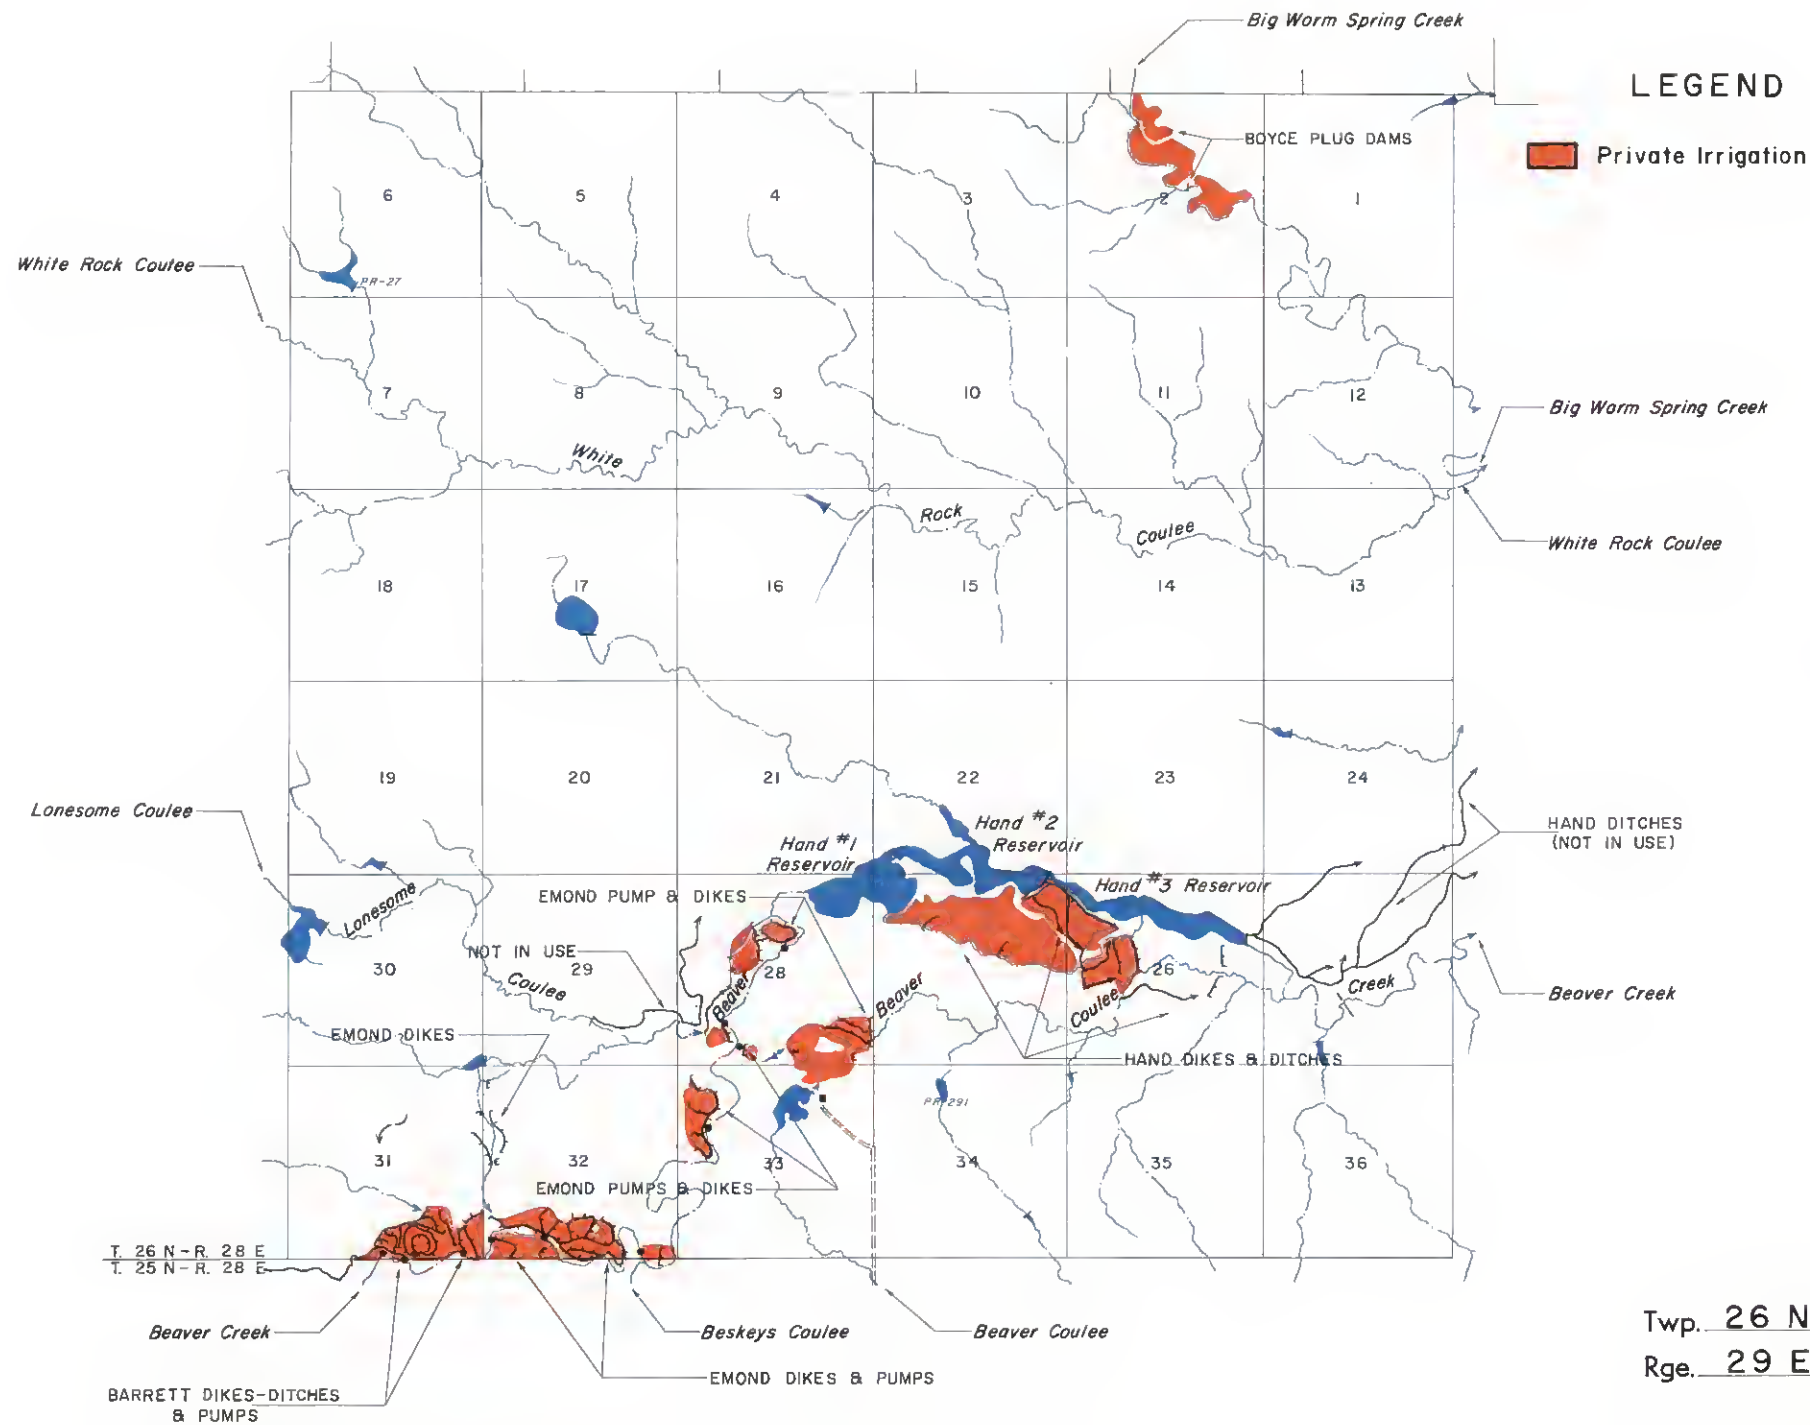 Big Worm Spring Creek
LEGEND
Private Irrigation
BOYCE PLUG DAMS
6
5
4
3
2
1
White Rock Coulee
PR-27
7
8
9
10
11
12
Big Worm Spring Creek
White
Rock
Coulee
White Rock Coulee
18
17
16
15
14
13
19
20
21
22
23
24
Lonesome Coulee
Hand #2
Reservoir
Hand #1
Reservoir
HAND DITCHES
(NOT IN USE)
Hand #3 Reservoir
EMOND PUMP & DIKES
Lonesome
NOT IN USE
30
29
28
26
Coulee
Beaver
Beaver
Coulee
Creek
Beaver Creek
EMOND DIKES
HAND DIKES & DITCHES
PR-291
31
32
33
34
35
36
EMOND PUMPS & DIKES
T. 26 N-R. 28 E
T. 25 N-R. 28 E
Beaver Creek
Beskeys Coulee
Beaver Coulee
Twp. 26 N
Rge. 29 E
EMOND DIKES & PUMPS
BARRETT DIKES-DITCHES
& PUMPS